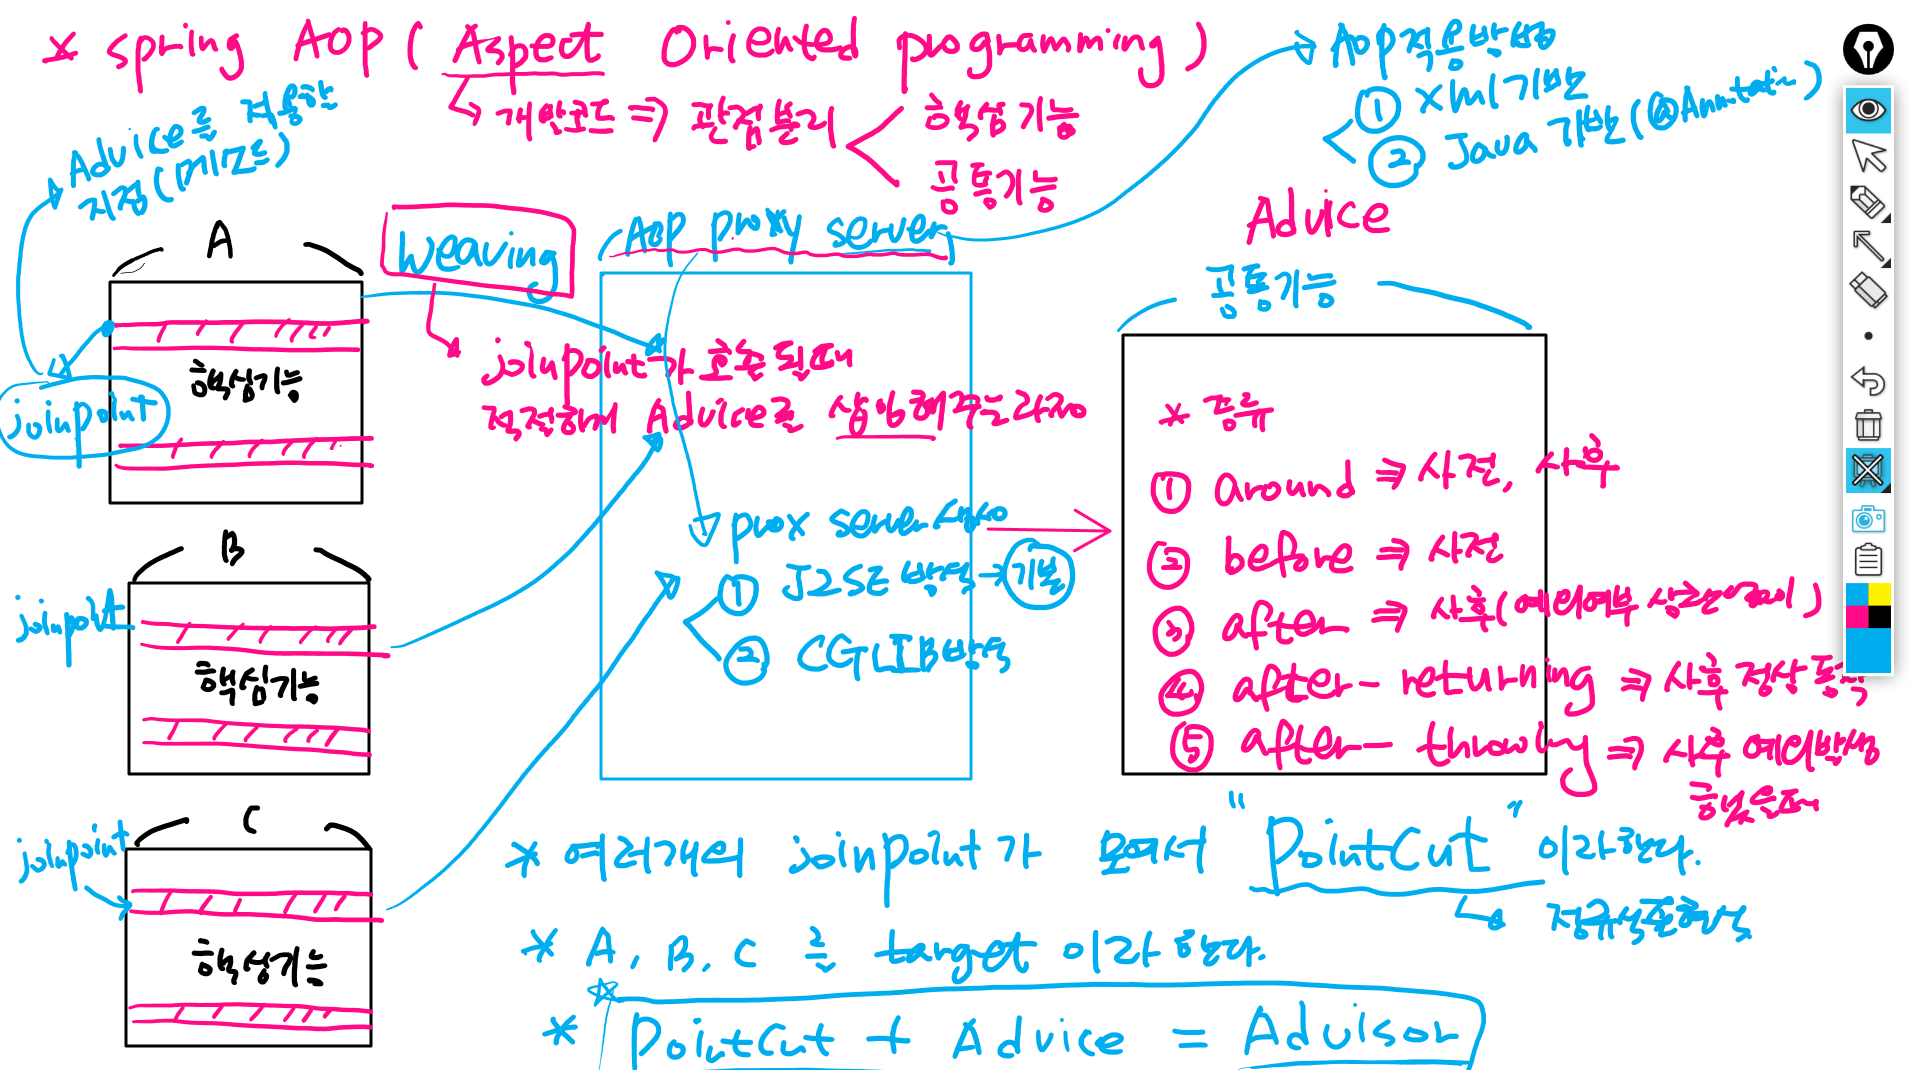 * spring AOP ( Aspect Oriented programming )
개발코드 ⇒ 관점분리
핵심기능
공통기능
AOP적용방법
① xml기반
② Java 기반(@Annotation)
Advice를 적용할
지점(메소드)
A
핵심기능
joinpoint
B
joinpoint
핵심기능
C
joinpoint
핵심기능
weaving
joinpoint가 호출될때
적절하게 Advice를 삽입해주는과정
(AOP proxy server)
prox server 생성
① J2SE 방식 → 기본
② CGLIB방식
Advice
공통기능
* 종류
① around ⇒ 사전, 사후
② before ⇒ 사전
③ after ⇒ 사후(예외여부 상관없이)
④ after-returning ⇒ 사후 정상 동작
⑤ after-throwing ⇒ 사후 예외발생
했을때
* 여러개의 joinpoint가 모여서 "PointCut" 이라한다.
정규식표현식
* A, B, C 를 target 이라 한다.
* PointCut + Advice = Advisor